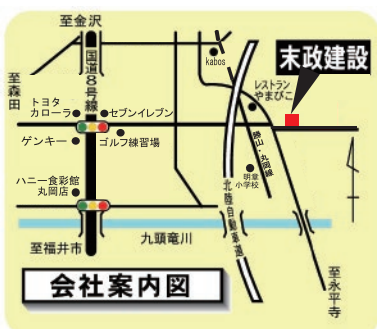 至金沢
国道8号線
至森田
kabos
末政建設
レストラン
やまびこ
トヨタ
カローラ
セブンイレブン
ゲンキー
ゴルフ練習場
勝山・丸岡線
ハニー食彩館
丸岡店
明章
小学校
北陸自動車道
至福井市
九頭竜川
会社案内図
至永平寺